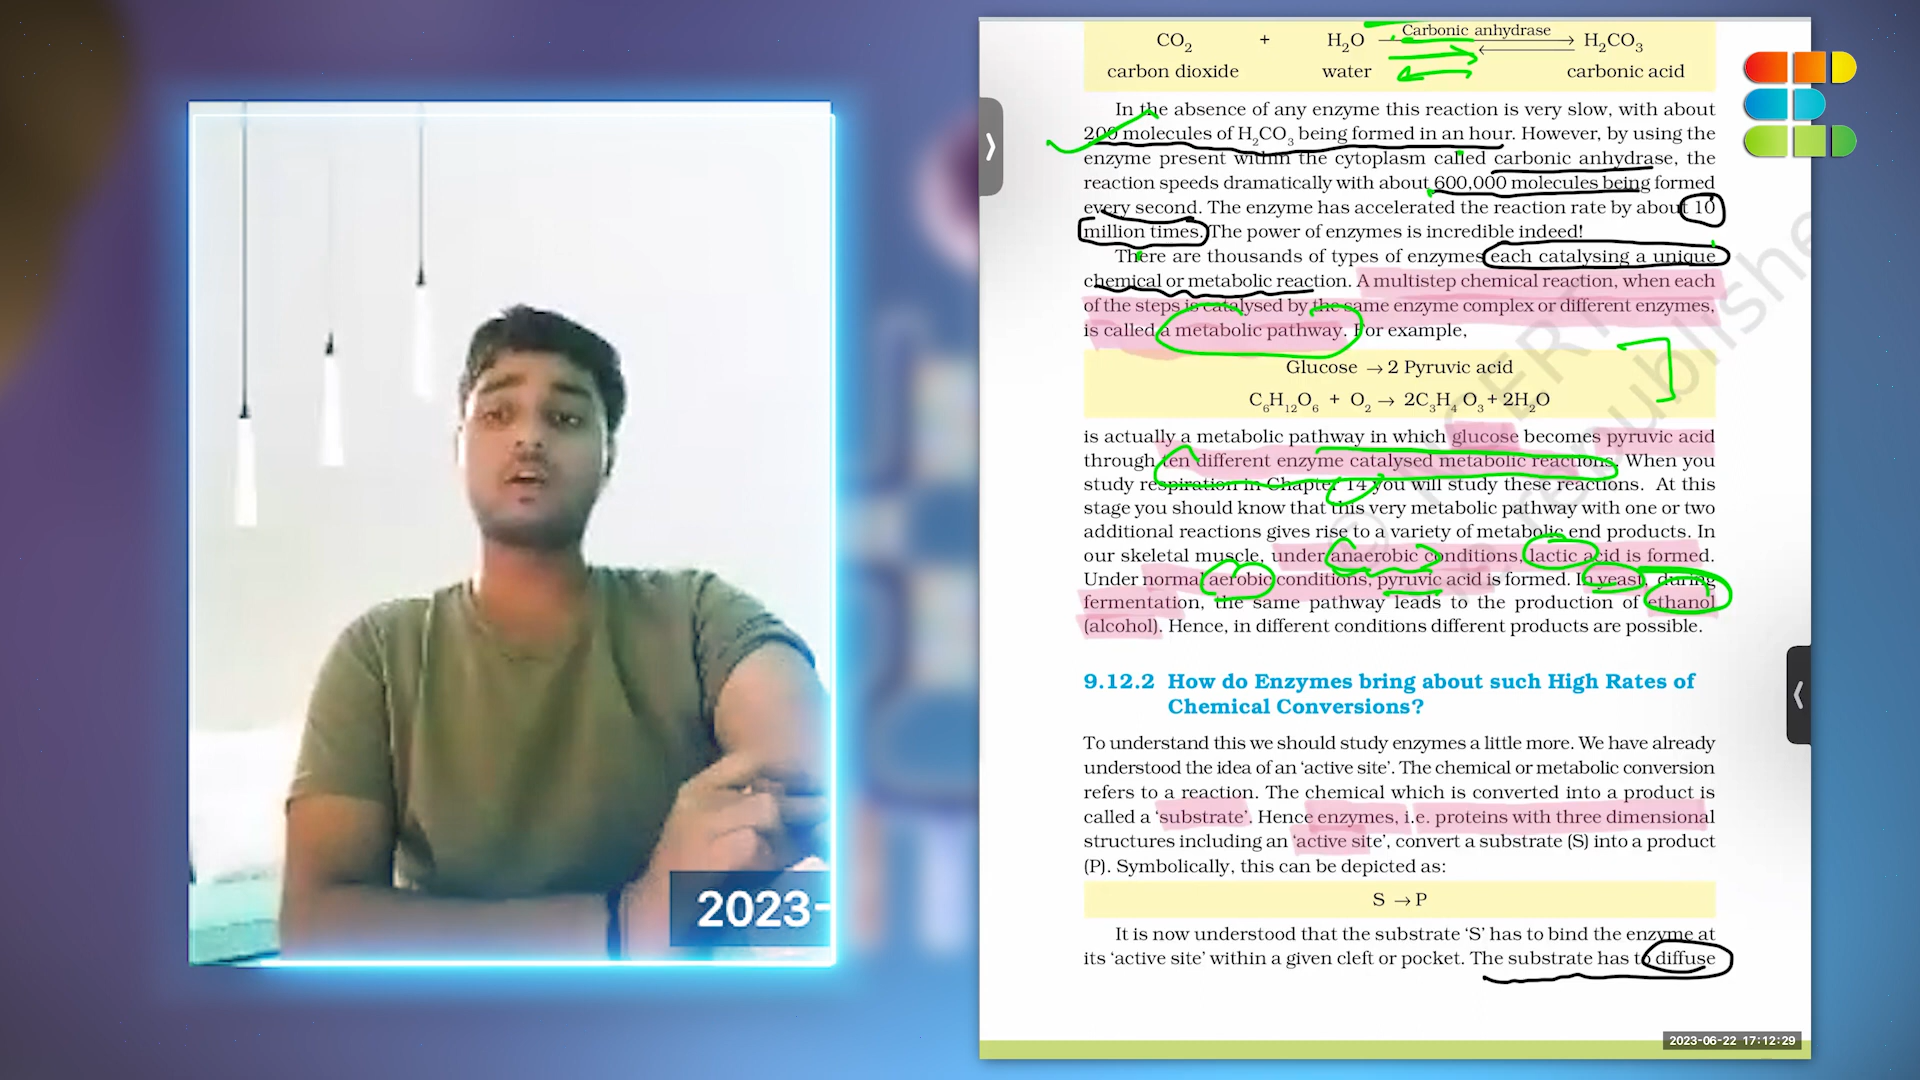 CO2 + H2O Carbonic anhydrase H2CO3
carbon dioxide water carbonic acid
In the absence of any enzyme this reaction is very slow, with about
200 molecules of H2CO3 being formed in an hour. However, by using the
enzyme present within the cytoplasm called carbonic anhydrase, the
reaction speeds dramatically with about 600,000 molecules being formed
every second. The enzyme has accelerated the reaction rate by about 10
million times. The power of enzymes is incredible indeed!
There are thousands of types of enzymes each catalysing a unique
chemical or metabolic reaction. A multistep chemical reaction, when each
of the steps is catalysed by the same enzyme complex or different enzymes,
is called a metabolic pathway. For example,
Glucose → 2 Pyruvic acid
C6H12O6 + O2 → 2C3H4 O3 + 2H2O
is actually a metabolic pathway in which glucose becomes pyruvic acid
through ten different enzyme catalysed metabolic reactions. When you
study respiration in Chapter 14 you will study these reactions. At this
stage you should know that this very metabolic pathway with one or two
additional reactions gives rise to a variety of metabolic end products. In
our skeletal muscle, under anaerobic conditions, lactic acid is formed.
Under normal aerobic conditions, pyruvic acid is formed. In yeast, during
fermentation, the same pathway leads to the production of ethanol
(alcohol). Hence, in different conditions different products are possible.
9.12.2 How do Enzymes bring about such High Rates of
Chemical Conversions?
To understand this we should study enzymes a little more. We have already
understood the idea of an ‘active site’. The chemical or metabolic conversion
refers to a reaction. The chemical which is converted into a product is
called a ‘substrate’. Hence enzymes, i.e. proteins with three dimensional
structures including an ‘active site’, convert a substrate (S) into a product
(P). Symbolically, this can be depicted as:
S → P
It is now understood that the substrate ‘S’ has to bind the enzyme at
its ‘active site’ within a given cleft or pocket. The substrate has to diffuse
2023-
2023-06-22 17:12:29